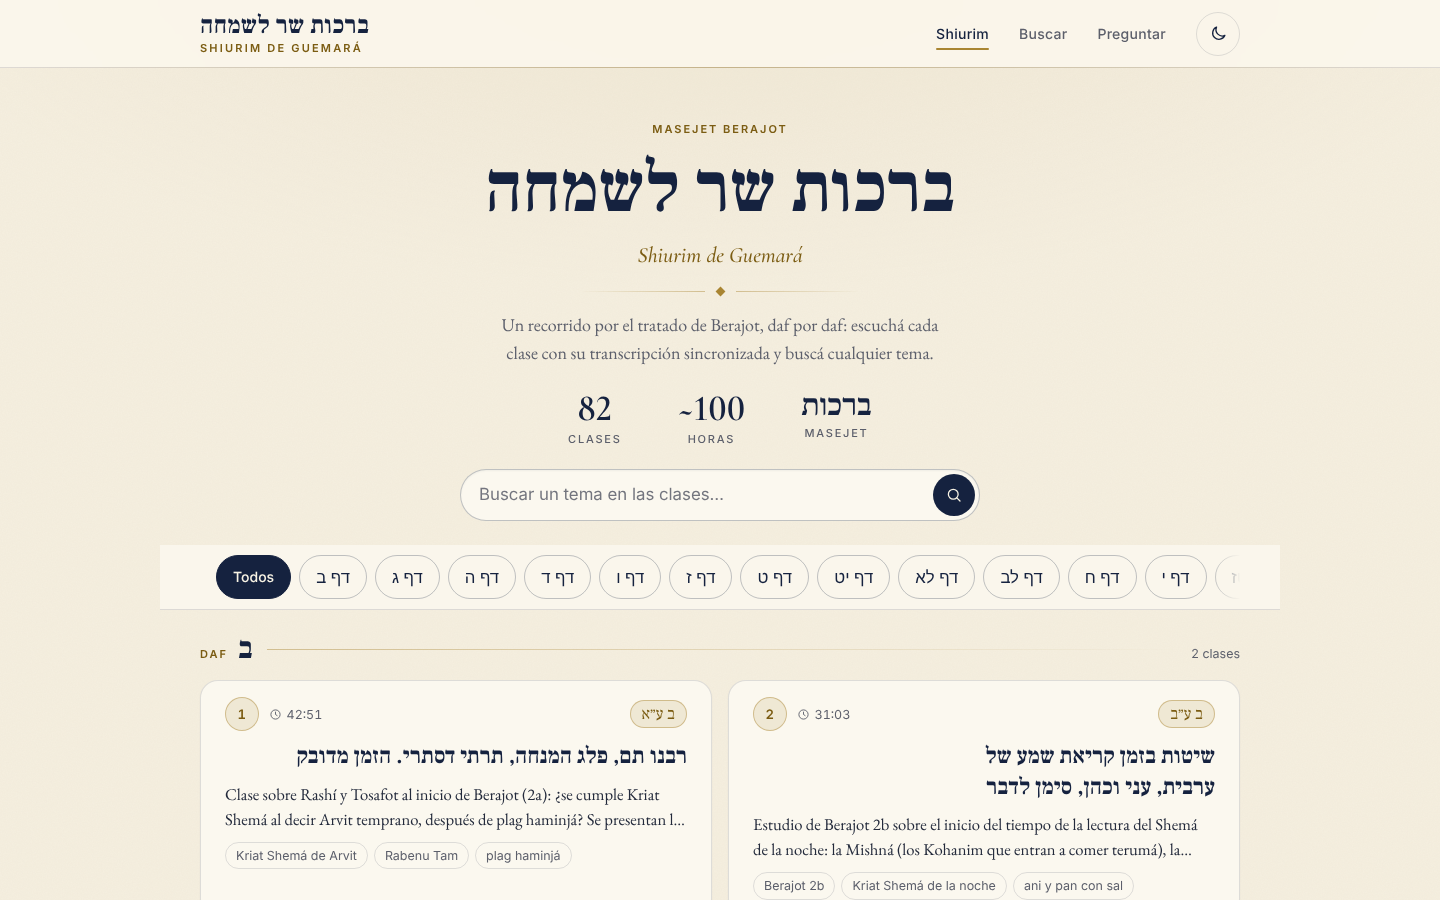 ברכות שר לשמחה
SHIURIM DE GUEMARÁ
Shiurim
Buscar
Preguntar
MASEJET BERAJOT
ברכות שר לשמחה
Shiurim de Guemará
Un recorrido por el tratado de Berajot, daf por daf: escuchá cada
clase con su transcripción sincronizada y buscá cualquier tema.
82
CLASES
~100
HORAS
ברכות
MASEJET
Buscar un tema en las clases...
Todos
דף ב
דף ג
דף ה
דף ד
דף ו
דף ז
דף ט
דף יט
דף לא
דף לב
דף ח
דף י
DAF ב
2 clases
1
42:51
ב ע"א
רבנו תם, פלג המנחה, תרתי דסתרי. הזמן מדובק
Clase sobre Rashí y Tosafot al inicio de Berajot (2a): ¿se cumple Kriat
Shemá al decir Arvit temprano, después de plag haminjá? Se presentan l...
Kriat Shemá de Arvit
Rabenu Tam
plag haminjá
2
31:03
ב ע"ב
שיטות בזמן קריאת שמע של
ערבית, עני וכהן, סימן לדבר
Estudio de Berajot 2b sobre el inicio del tiempo de la lectura del Shemá
de la noche: la Mishná (los Kohanim que entran a comer terumá), la...
Berajot 2b
Kriat Shemá de la noche
ani y pan con sal